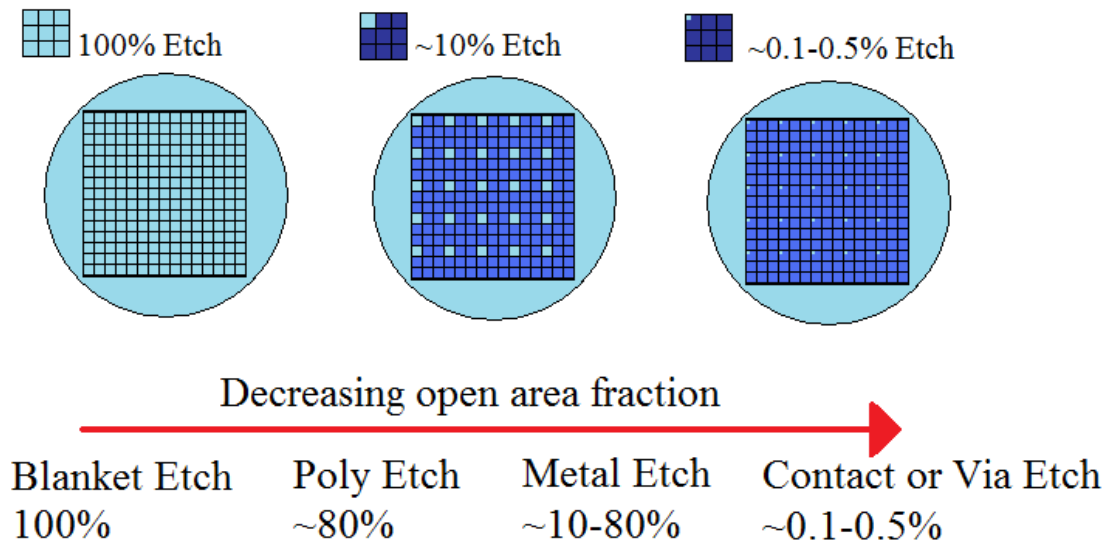 100% Etch
~10% Etch
~0.1-0.5% Etch
Decreasing open area fraction
Blanket Etch
100%
Poly Etch
~80%
Metal Etch
~10-80%
Contact or Via Etch
~0.1-0.5%